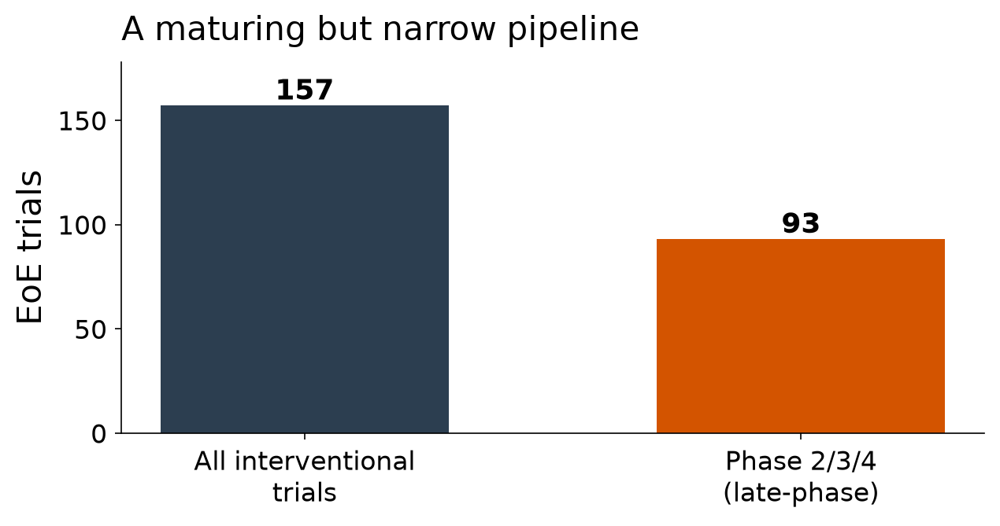 A maturing but narrow pipeline
157
93
EoE trials
150
100
50
0
All interventional
trials
Phase 2/3/4
(late-phase)